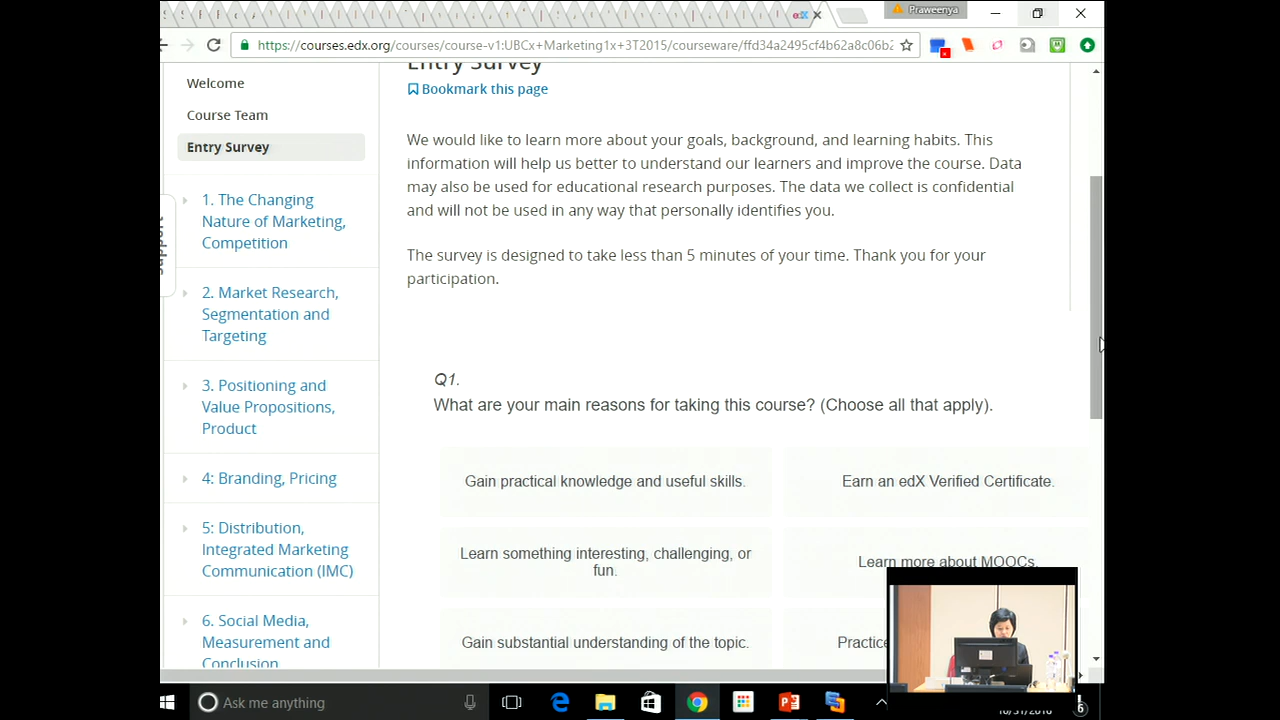 Praweenya
https://courses.edx.org/courses/course-v1:UBCx+Marketing1x+3T2015/courseware/ffd34a2495cf4b62a8c06b2
Welcome
Course Team
Entry Survey
1. The Changing
Nature of Marketing,
Competition
2. Market Research,
Segmentation and
Targeting
3. Positioning and
Value Propositions,
Product
4: Branding, Pricing
5: Distribution,
Integrated Marketing
Communication (IMC)
6. Social Media,
Measurement and
Conclusion
Support
Entry Survey
Bookmark this page
We would like to learn more about your goals, background, and learning habits. This
information will help us better to understand our learners and improve the course. Data
may also be used for educational research purposes. The data we collect is confidential
and will not be used in any way that personally identifies you.
The survey is designed to take less than 5 minutes of your time. Thank you for your
participation.
Q1.
What are your main reasons for taking this course? (Choose all that apply).
Gain practical knowledge and useful skills.
Earn an edX Verified Certificate.
Learn something interesting, challenging, or
fun.
Learn more about MOOCs.
Gain substantial understanding of the topic.
Practice
Ask me anything
10/31/2016